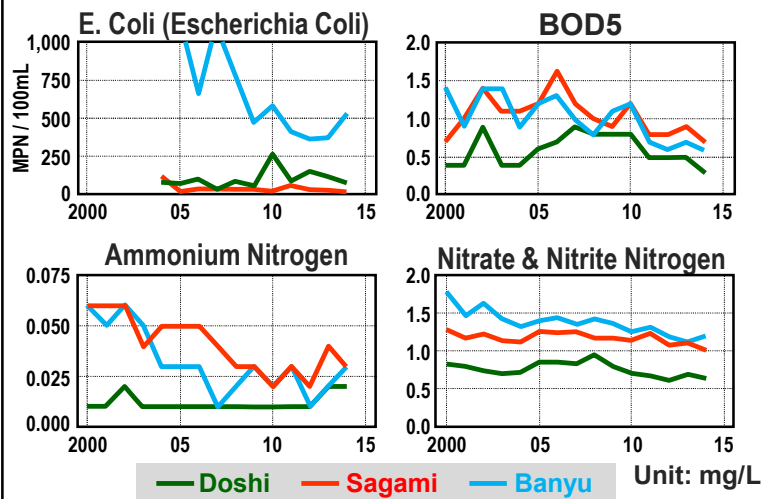 E. Coli (Escherichia Coli)
1,000
750
500
250
0
MPN / 100mL
2000 05 10 15
BOD5
2.0
1.5
1.0
0.5
0.0
2000 05 10 15
Ammonium Nitrogen
0.075
0.050
0.025
0.000
2000 05 10 15
Nitrate & Nitrite Nitrogen
2.0
1.5
1.0
0.5
0.0
2000 05 10 15
Doshi Sagami Banyu
Unit: mg/L